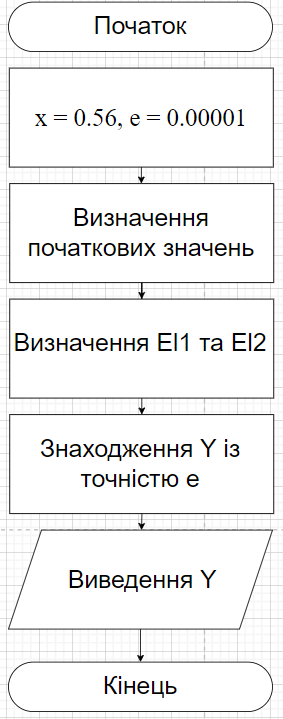 Початок
x = 0.56, e = 0.00001
Визначення
початкових значень
Визначення El1 та El2
Знаходження Y із
точністю e
Виведення Y
Кінець